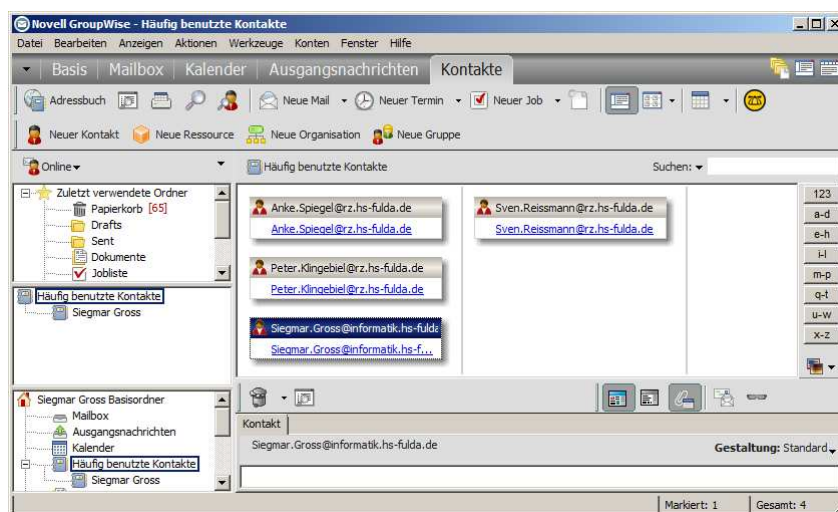 Novell GroupWise - Häufig benutzte Kontakte
Datei Bearbeiten Anzeigen Aktionen Werkzeuge Konten Fenster Hilfe
Basis Mailbox Kalender Ausgangsnachrichten Kontakte
Adressbuch Neue Mail Neuer Termin Neuer Job
Neuer Kontakt Neue Ressource Neue Organisation Neue Gruppe
Online
Häufig benutzte Kontakte
Suchen:
Zuletzt verwendete Ordner
Papierkorb [65]
Drafts
Sent
Dokumente
Jobliste
Häufig benutzte Kontakte
Siegmar Gross
Siegmar Gross Basisordner
Mailbox
Ausgangsnachrichten
Kalender
Häufig benutzte Kontakte
Siegmar Gross
Anke.Spiegel@rz.hs-fulda.de
Anke.Spiegel@rz.hs-fulda.de
Peter.Klingebiel@rz.hs-fulda.de
Peter.Klingebiel@rz.hs-fulda.de
Siegmar.Gross@informatik.hs-fulda
Siegmar.Gross@informatik.hs-f...
Sven.Reissmann@rz.hs-fulda.de
Sven.Reissmann@rz.hs-fulda.de
123
a-d
e-h
i-l
m-p
q-t
u-w
x-z
Kontakt
Siegmar.Gross@informatik.hs-fulda.de
Gestaltung: Standard
Markiert: 1 Gesamt: 4